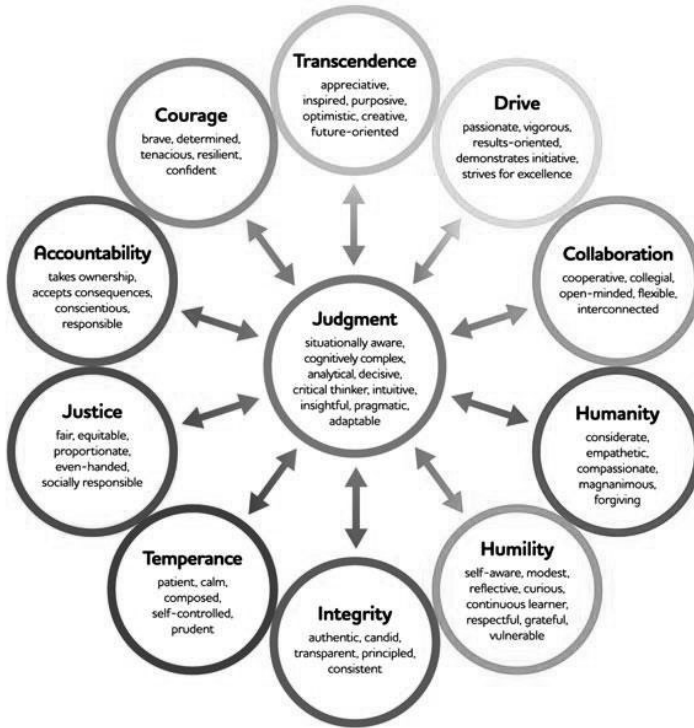 Transcendence
appreciative,
inspired, purposive,
optimistic, creative,
future-oriented
Courage
brave, determined,
tenacious, resilient,
confident
Drive
passionate, vigorous,
results-oriented,
demonstrates initiative,
strives for excellence
Accountability
takes ownership,
accepts consequences,
conscientious,
responsible
Collaboration
cooperative, collegial,
open-minded, flexible,
interconnected
Judgment
situationally aware,
cognitively complex,
analytical, decisive,
critical thinker, intuitive,
insightful, pragmatic,
adaptable
Justice
fair, equitable,
proportionate,
even-handed,
socially responsible
Humanity
considerate,
empathetic,
compassionate,
magnanimous,
forgiving
Temperance
patient, calm,
composed,
self-controlled,
prudent
Humility
self-aware, modest,
reflective, curious,
continuous learner,
respectful, grateful,
vulnerable
Integrity
authentic, candid,
transparent, principled,
consistent